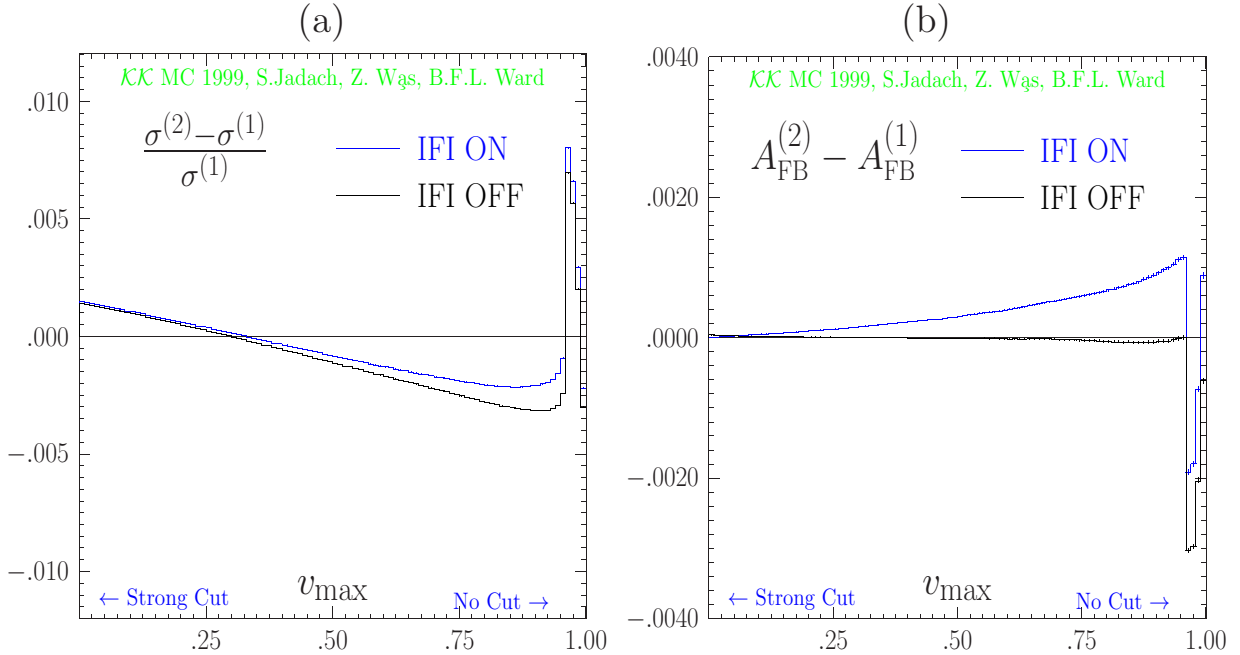 (a)
KK MC 1999, S.Jadach, Z. Wąs, B.F.L. Ward
σ⁽²⁾−σ⁽¹⁾
σ⁽¹⁾
IFI ON
IFI OFF
.010
.005
.000
−.005
−.010
← Strong Cut
v_max
No Cut →
.25
.50
.75
1.00
(b)
KK MC 1999, S.Jadach, Z. Wąs, B.F.L. Ward
A_FB^(2) − A_FB^(1)
IFI ON
IFI OFF
.0040
.0020
.0000
−.0020
−.0040
← Strong Cut
v_max
No Cut →
.25
.50
.75
1.00